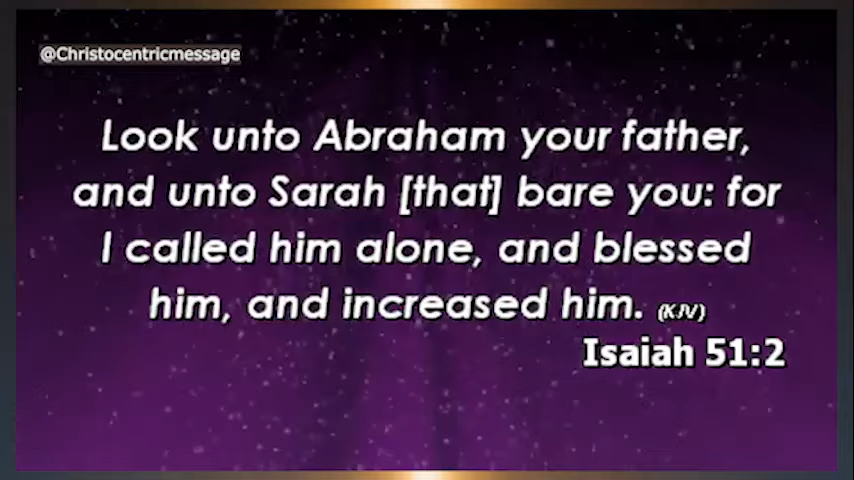 @Christocentricmessage
Look unto Abraham your father,
and unto Sarah [that] bare you: for
I called him alone, and blessed
him, and increased him. (KJV)
Isaiah 51:2